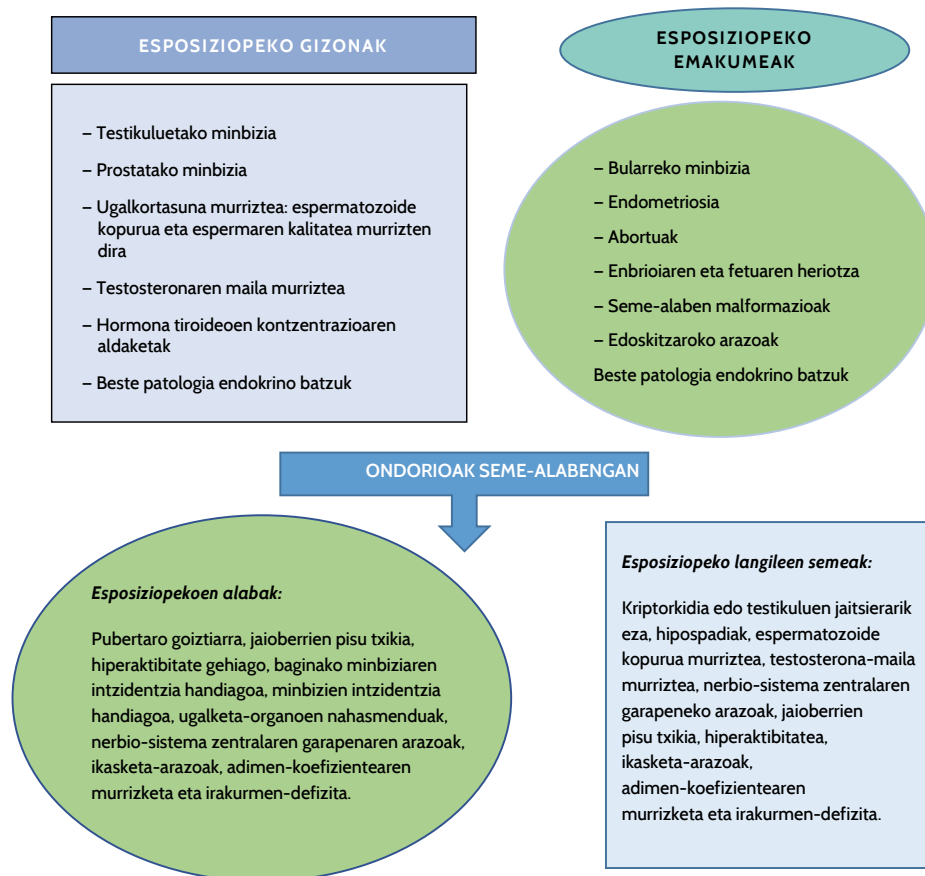 ESPOSIZIOPEKO GIZONAK
– Testikuluetako minbizia
– Prostatako minbizia
– Ugalkortasuna murriztea: espermatozoide
kopurua eta espermaren kalitatea murrizten
dira
– Testosteronaren maila murriztea
– Hormona tiroideoen kontzentrazioaren
aldaketak
– Beste patologia endokrino batzuk
ESPOSIZIOPEKO
EMAKUMEAK
– Bularreko minbizia
– Endometriosia
– Abortuak
– Enbrioiaren eta fetuaren heriotza
– Seme-alaben malformazioak
– Edoskitzaroko arazoak
Beste patologia endokrino batzuk
ONDORIOAK SEME-ALABENGAN
Esposiziopekoen alabak:
Pubertaro goiztiarra, jaioberrien pisu txikia,
hiperaktibitate gehiago, baginako minbiziaren
intzidentzia handiagoa, minbizien intzidentzia
handiagoa, ugalketa-organoen nahasmenduak,
nerbio-sistema zentralaren garapenaren arazoak,
ikasketa-arazoak, adimen-koefizientearen
murrizketa eta irakurmen-defizita.
Esposiziopeko langileen semeak:
Kriptorkidia edo testikuluen jaitsierarik
eza, hipospadiak, espermatozoide
kopurua murriztea, testosterona-maila
murriztea, nerbio-sistema zentralaren
garapeneko arazoak, jaioberrien
pisu txikia, hiperaktibitatea,
ikasketa-arazoak,
adimen-koefizientearen
murrizketa eta irakurmen-defizita.